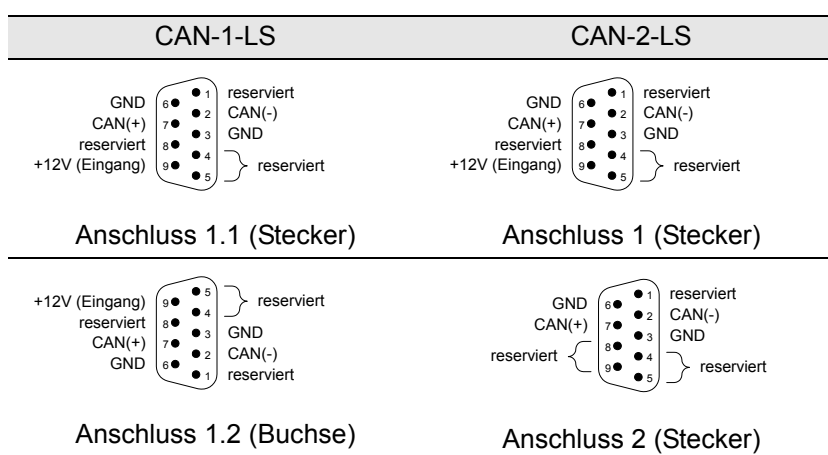 CAN-1-LS
CAN-2-LS
GND
CAN(+)
reserviert
+12V (Eingang)
6
7
8
9
1
2
3
4
5
reserviert
CAN(-)
GND
reserviert
Anschluss 1.1 (Stecker)
GND
CAN(+)
reserviert
+12V (Eingang)
6
7
8
9
1
2
3
4
5
reserviert
CAN(-)
GND
reserviert
Anschluss 1 (Stecker)
+12V (Eingang)
reserviert
CAN(+)
GND
9
8
7
6
5
4
3
2
1
reserviert
GND
CAN(-)
reserviert
Anschluss 1.2 (Buchse)
GND
CAN(+)
reserviert
6
7
8
9
1
2
3
4
5
reserviert
CAN(-)
GND
reserviert
Anschluss 2 (Stecker)